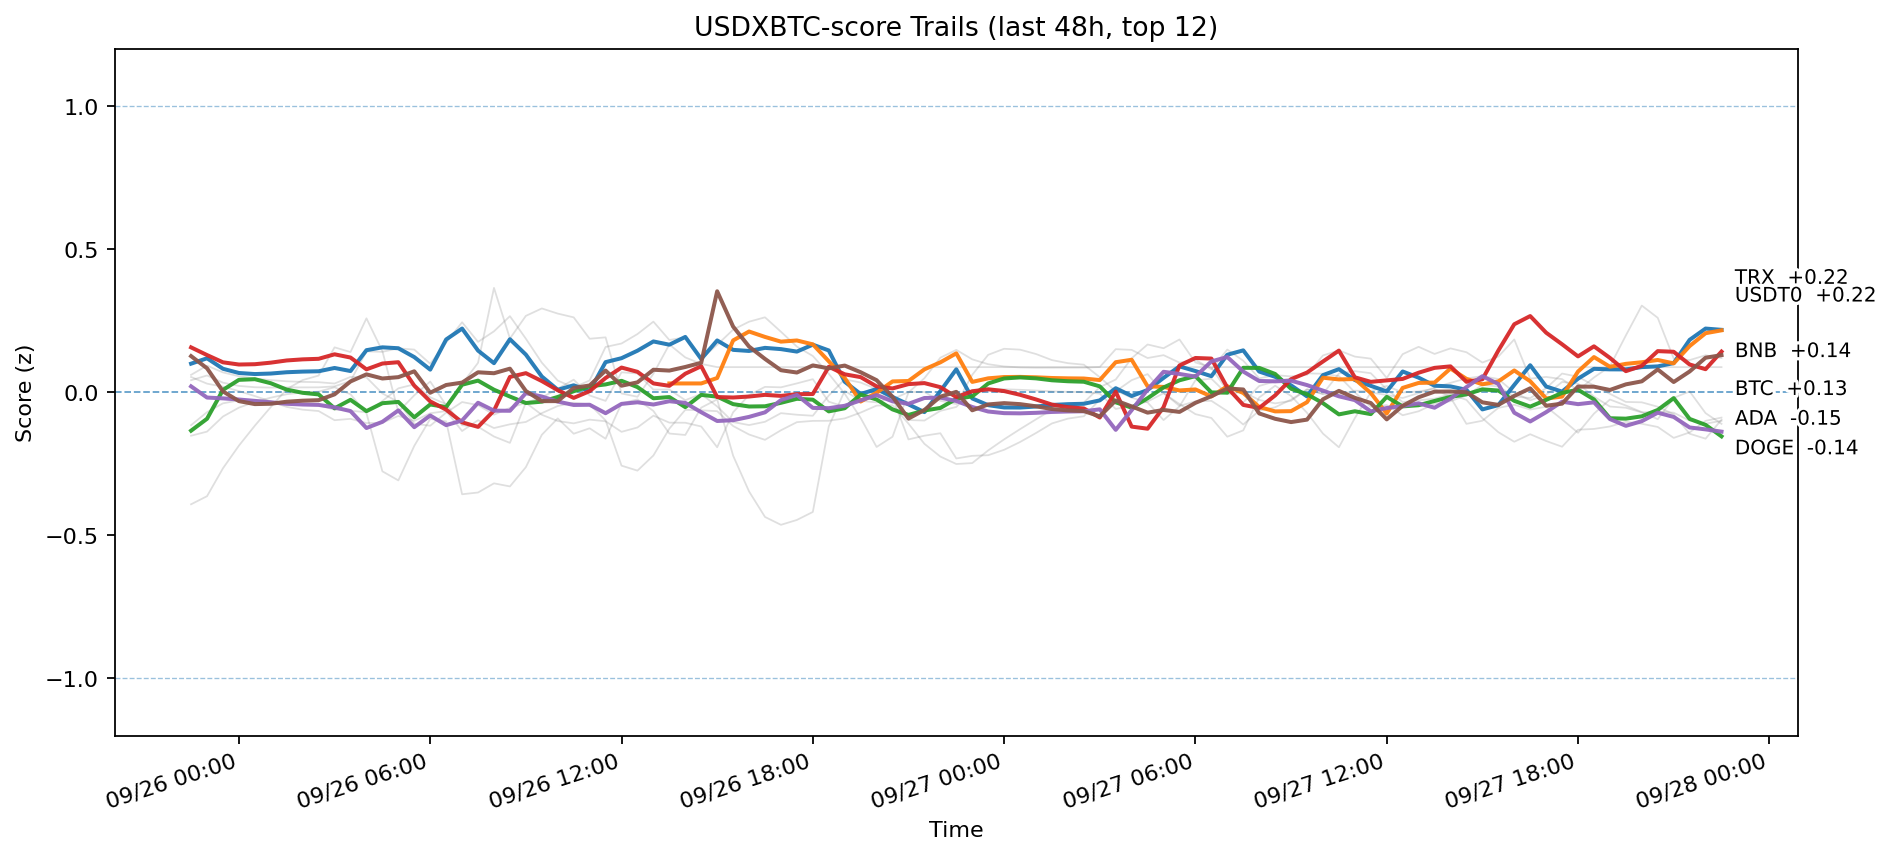 USDXBTC-score Trails (last 48h, top 12)
Score (z)
1.0
0.5
0.0
−0.5
−1.0
TRX +0.22
USDT0 +0.22
BNB +0.14
BTC +0.13
ADA -0.15
DOGE -0.14
09/26 00:00
09/26 06:00
09/26 12:00
09/26 18:00
09/27 00:00
09/27 06:00
09/27 12:00
09/27 18:00
09/28 00:00
Time